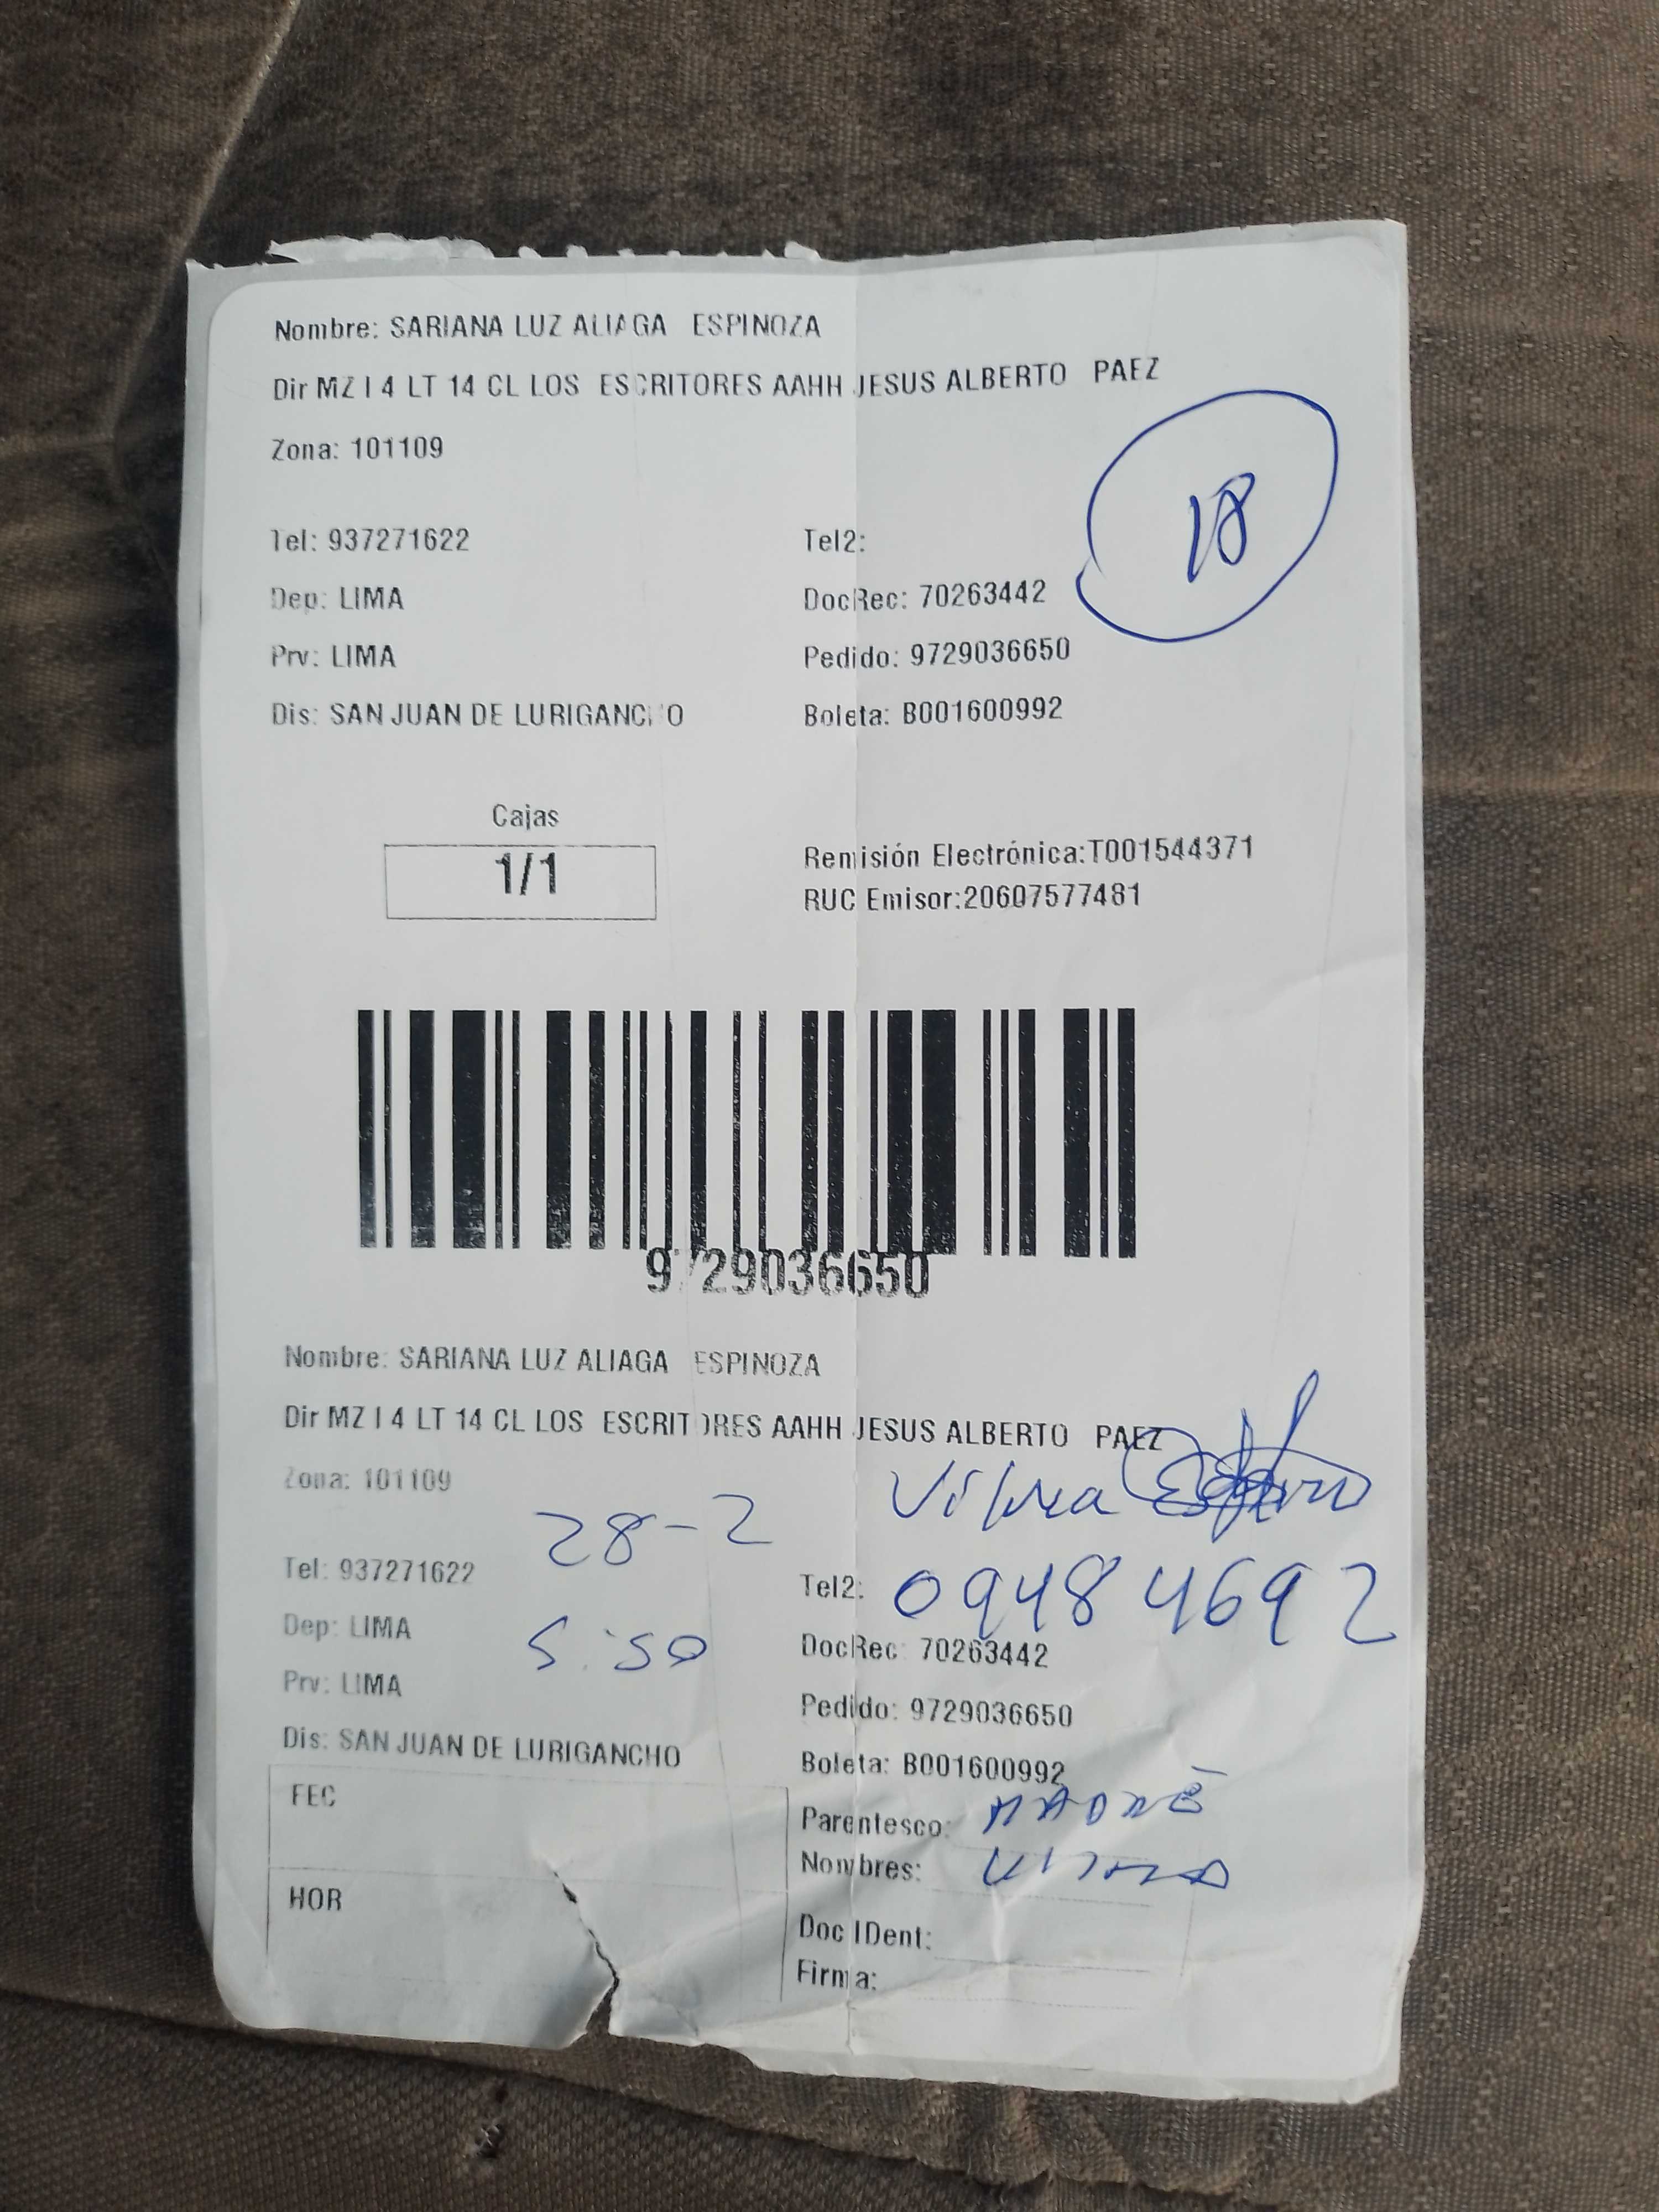 Nombre: SARIANA LUZ ALIAGA ESPINOZA
Dir MZ I 4 LT 14 CL LOS ESCRITORES AAHH JESUS ALBERTO PAEZ
Zona: 101109
18
Tel: 937271622 Tel2:
Dep: LIMA DocRec: 70263442
Prv: LIMA Pedido: 9729036650
Dis: SAN JUAN DE LURIGANCHO Boleta: B001600992
Cajas
1/1
Remisión Electrónica:T001544371
RUC Emisor:20607577481
9729036650
Nombre: SARIANA LUZ ALIAGA ESPINOZA
Dir MZ I 4 LT 14 CL LOS ESCRITORES AAHH JESUS ALBERTO PAEZ
Zona: 101109
28-2 Vilma
Tel: 937271622 Tel2: 09484692
Dep: LIMA 5:50 DocRec: 70263442
Prv: LIMA Pedido: 9729036650
Dis: SAN JUAN DE LURIGANCHO Boleta: B001600992
FEC Parentesco: MADRE
Nombres: VILMA
HOR Doc IDent:
Firma: